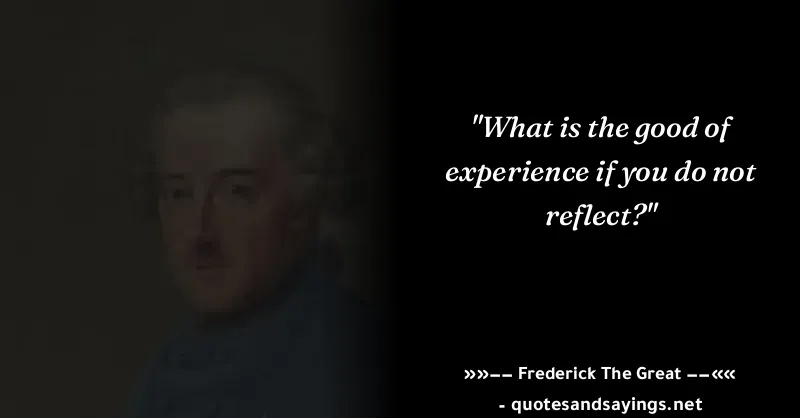 "What is the good of
experience if you do not
reflect?"
»»–– Frederick The Great ––««
- quotesandsayings.net